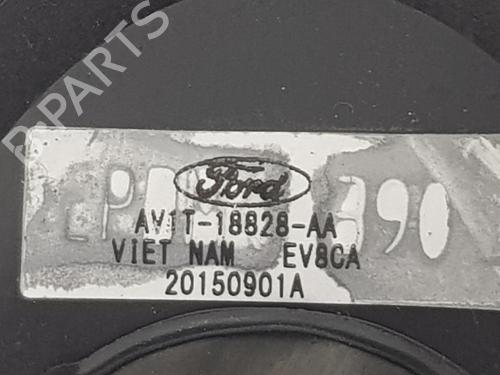 B-PARTS
Ford
AV1T-18828-AA
VIET NAM EV8CA
20150901A